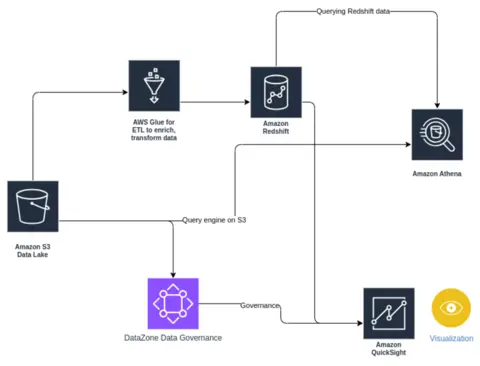 Querying Redshift data
AWS Glue for
ETL to enrich,
transform data
Amazon
Redshift
Amazon Athena
Query engine on S3
Amazon S3
Data Lake
Governance
DataZone Data Governance
Amazon
QuickSight
Visualization